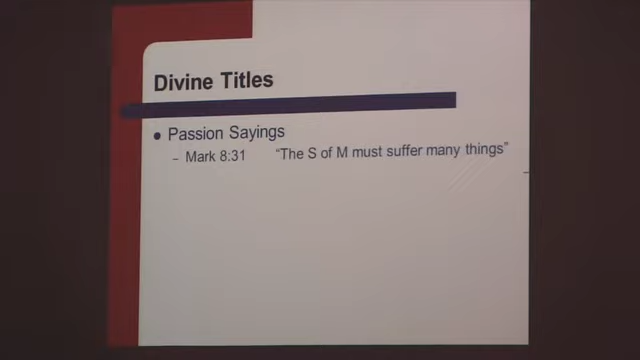 Divine Titles
• Passion Sayings
– Mark 8:31 “The S of M must suffer many things”